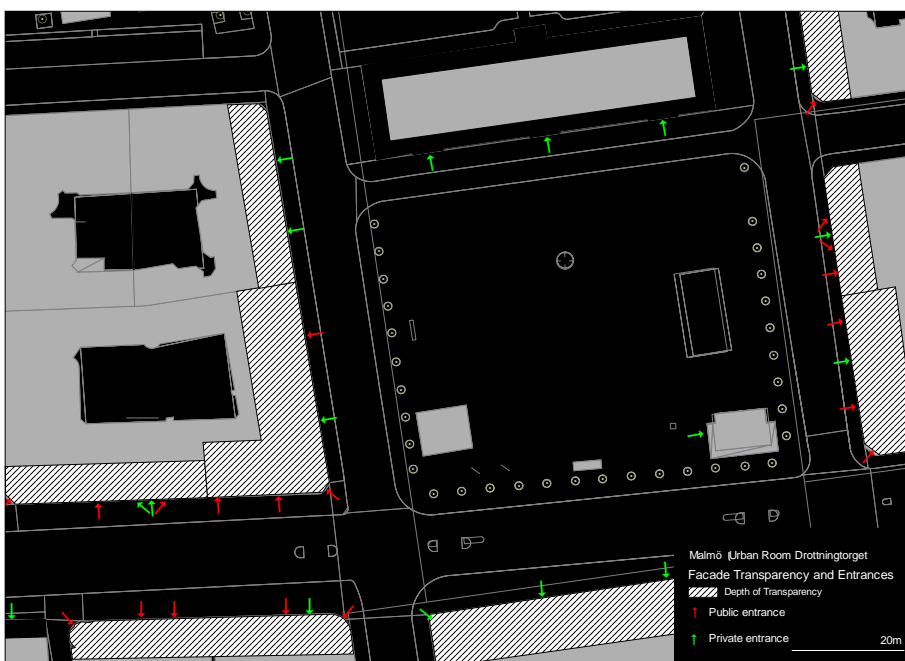 Malmö |Urban Room Drottningtorget
Facade Transparency and Entrances
Depth of Transparency
Public entrance
Private entrance
20m